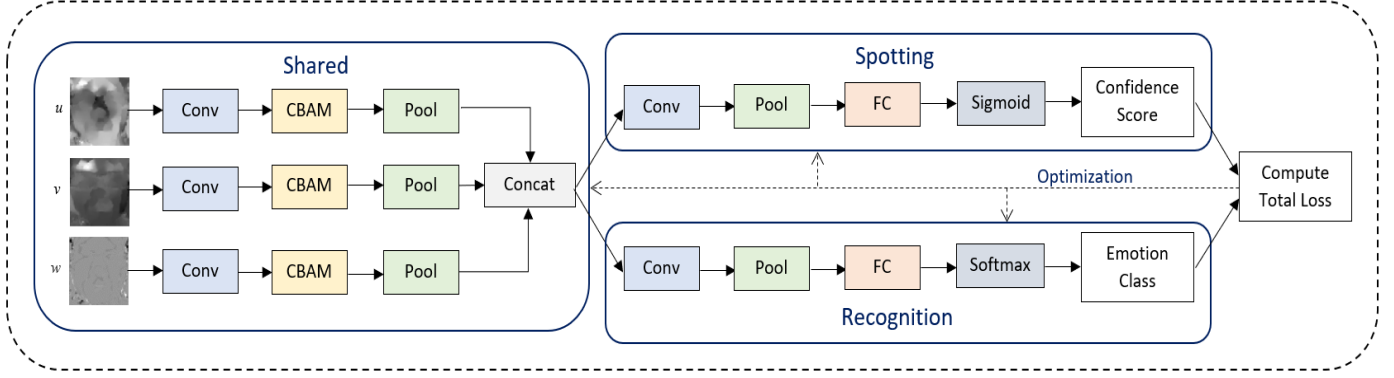 Shared
u
Conv
CBAM
Pool
v
Conv
CBAM
Pool
Concat
w
Conv
CBAM
Pool
Spotting
Conv
Pool
FC
Sigmoid
Confidence
Score
Optimization
Compute
Total Loss
Conv
Pool
FC
Softmax
Emotion
Class
Recognition